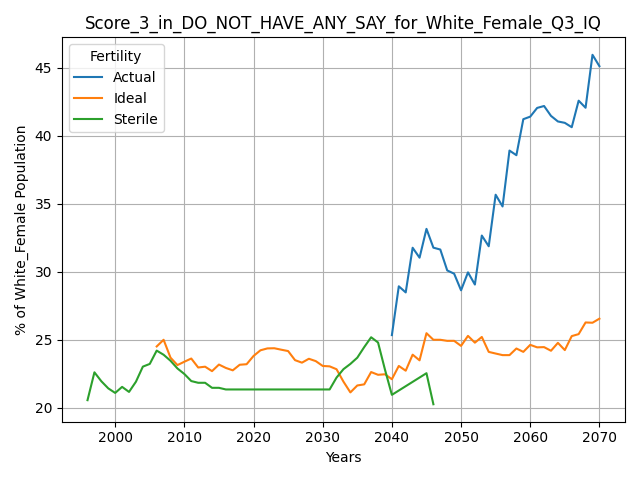 Score_3_in_DO_NOT_HAVE_ANY_SAY_for_White_Female_Q3_IQ
Fertility
Actual
Ideal
Sterile
% of White_Female Population
45
40
35
30
25
20
2000
2010
2020
2030
2040
2050
2060
2070
Years